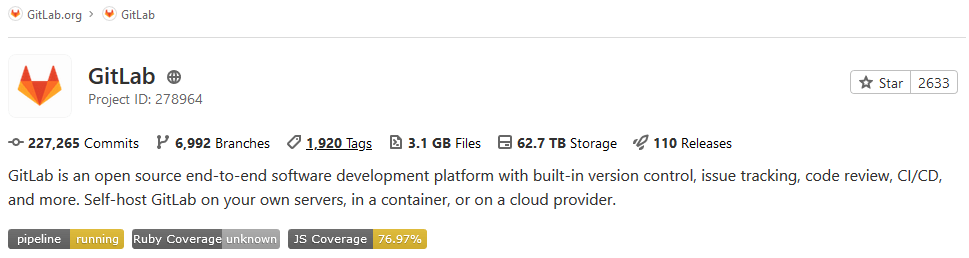 GitLab.org > GitLab
GitLab
Project ID: 278964
Star 2633
227,265 Commits 6,992 Branches 1,920 Tags 3.1 GB Files 62.7 TB Storage 110 Releases
GitLab is an open source end-to-end software development platform with built-in version control, issue tracking, code review, CI/CD,
and more. Self-host GitLab on your own servers, in a container, or on a cloud provider.
pipeline running Ruby Coverage unknown JS Coverage 76.97%